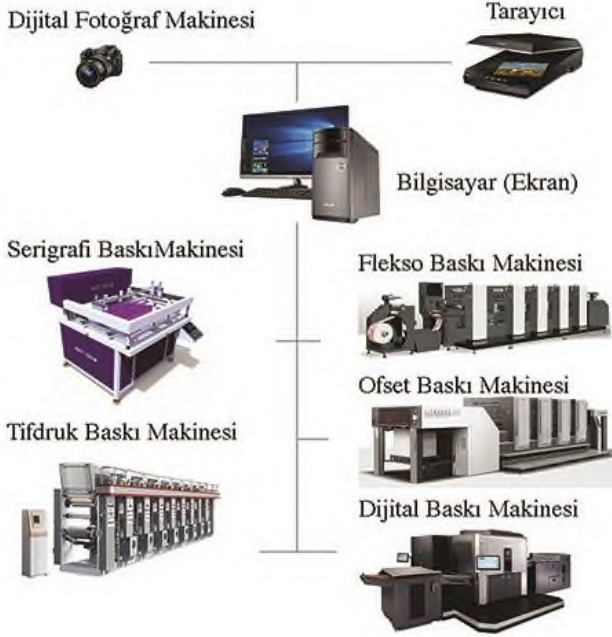 Dijital Fotoğraf Makinesi
Tarayıcı
Bilgisayar (Ekran)
Serigrafi BaskıMakinesi
Flekso Baskı Makinesi
Ofset Baskı Makinesi
Tifdruk Baskı Makinesi
Dijital Baskı Makinesi